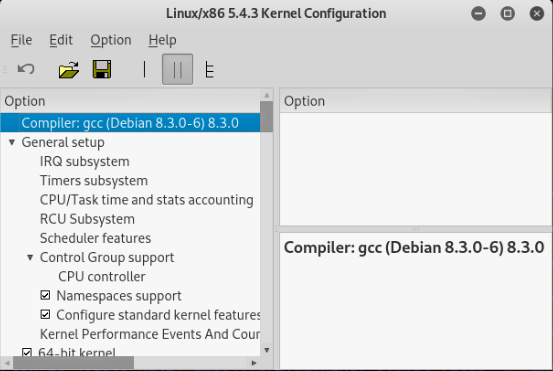 Linux/x86 5.4.3 Kernel Configuration
File Edit Option Help
Option
Compiler: gcc (Debian 8.3.0-6) 8.3.0
General setup
IRQ subsystem
Timers subsystem
CPU/Task time and stats accounting
RCU Subsystem
Scheduler features
Control Group support
CPU controller
Namespaces support
Configure standard kernel features
Kernel Performance Events And Coun
64-bit kernel
Option
Compiler: gcc (Debian 8.3.0-6) 8.3.0